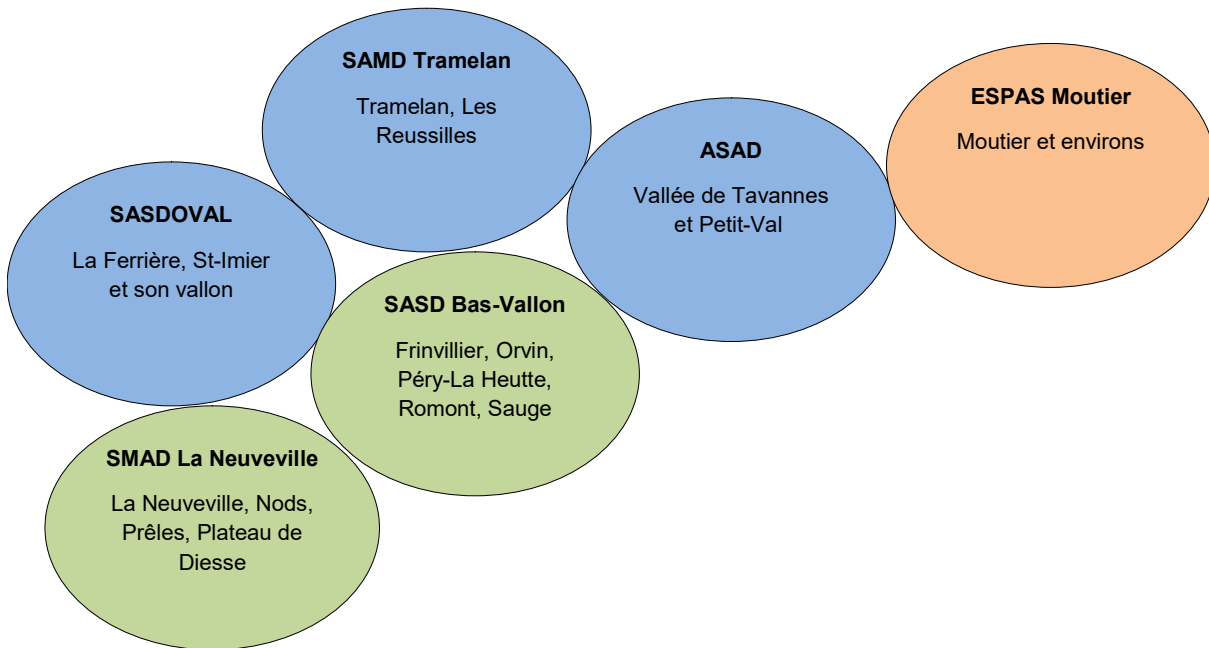 SAMD Tramelan
Tramelan, Les
Reussilles
ESPAS Moutier
Moutier et environs
ASAD
Vallée de Tavannes
et Petit-Val
SASDOVAL
La Ferrière, St-Imier
et son vallon
SASD Bas-Vallon
Frinvillier, Orvin,
Péry-La Heutte,
Romont, Sauge
SMAD La Neuveville
La Neuveville, Nods,
Prêles, Plateau de
Diesse